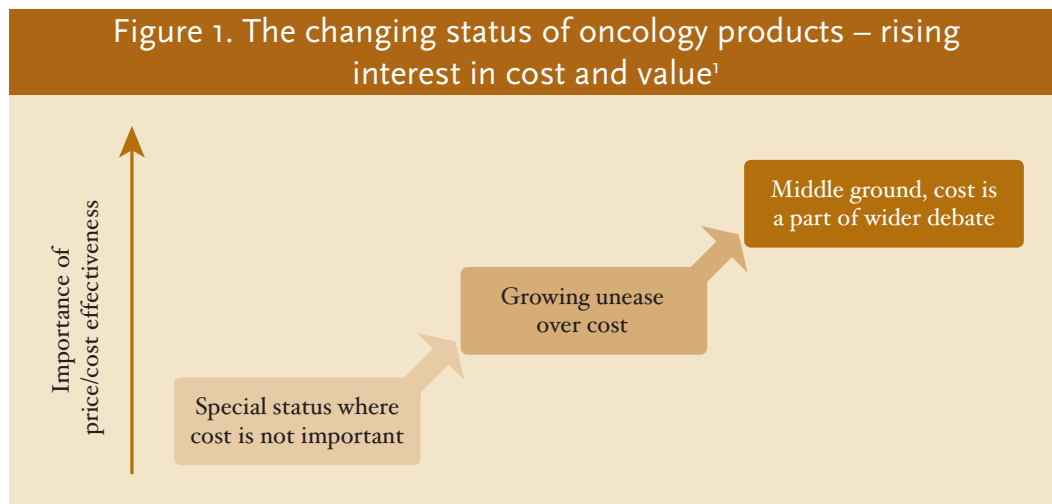 Figure 1. The changing status of oncology products – rising
interest in cost and value¹
Importance of
price/cost effectiveness
Middle ground, cost is
a part of wider debate
Growing unease
over cost
Special status where
cost is not important